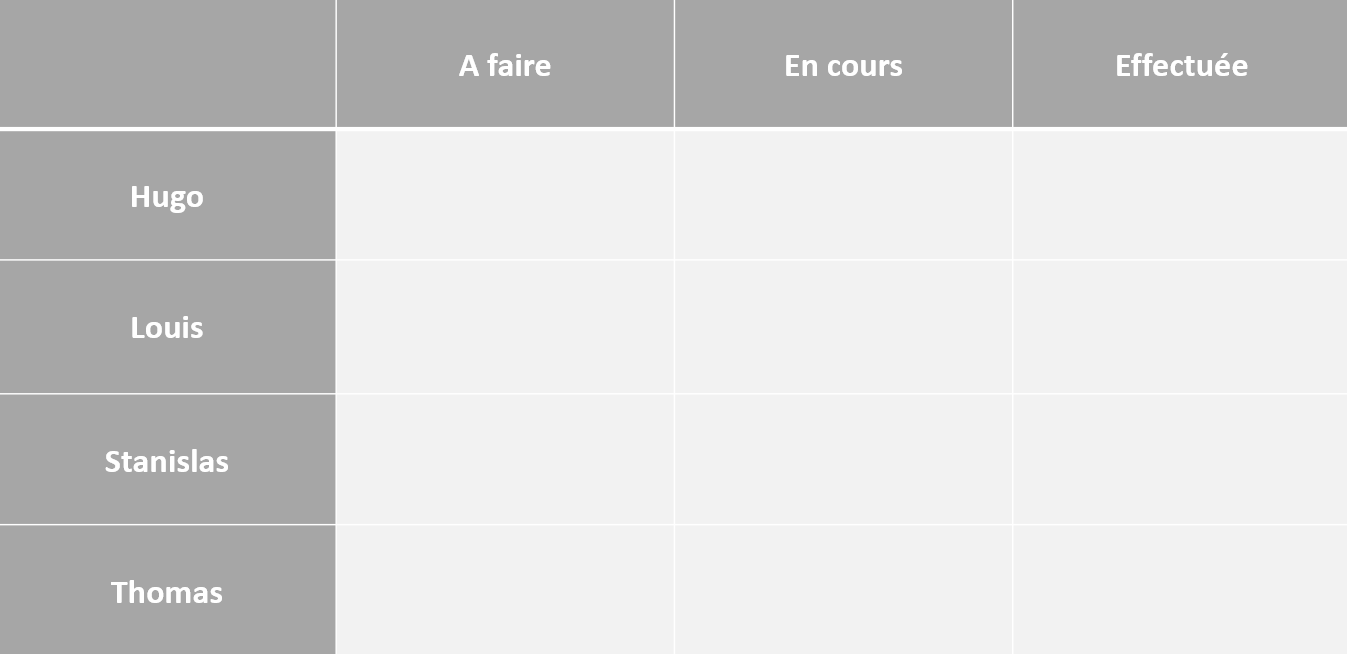 A faire
En cours
Effectuée
Hugo
Louis
Stanislas
Thomas